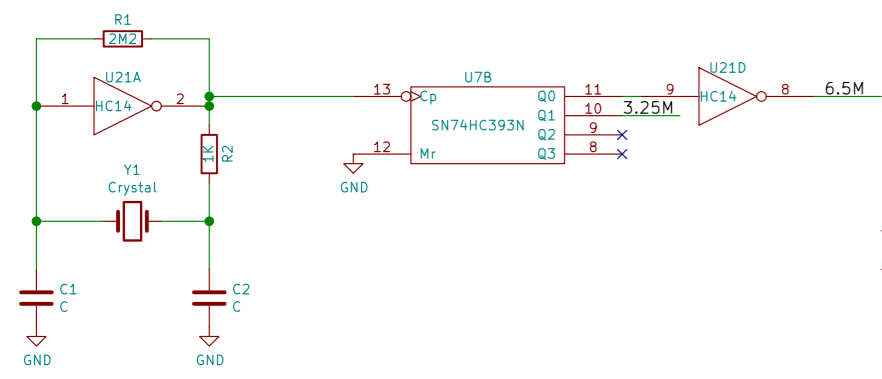 R1
2M2
U21A
1
HC14
2
1K
R2
Y1
Crystal
C1
C
GND
C2
C
GND
U7B
13
Cp
Q0
11
SN74HC393N
Q1
10
3.25M
Q2
9
12
Mr
Q3
8
GND
U21D
9
HC14
8
6.5M